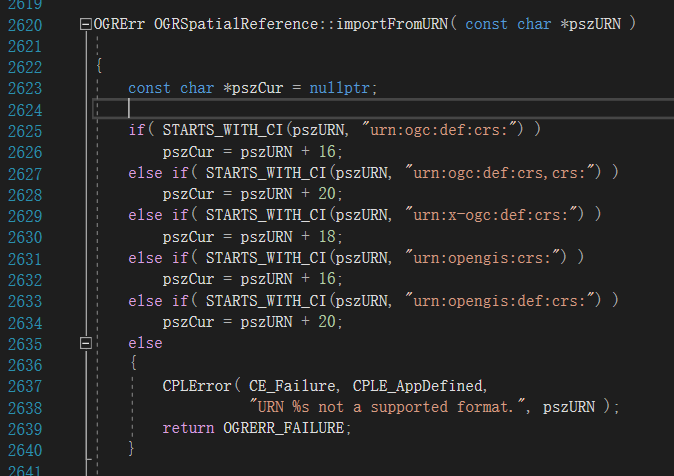 2619
2620 OGRErr OGRSpatialReference::importFromURN( const char *pszURN )
2621
2622 {
2623 const char *pszCur = nullptr;
2624
2625 if( STARTS_WITH_CI(pszURN, "urn:ogc:def:crs:") )
2626 pszCur = pszURN + 16;
2627 else if( STARTS_WITH_CI(pszURN, "urn:ogc:def:crs,crs:") )
2628 pszCur = pszURN + 20;
2629 else if( STARTS_WITH_CI(pszURN, "urn:x-ogc:def:crs:") )
2630 pszCur = pszURN + 18;
2631 else if( STARTS_WITH_CI(pszURN, "urn:opengis:crs:") )
2632 pszCur = pszURN + 16;
2633 else if( STARTS_WITH_CI(pszURN, "urn:opengis:def:crs:") )
2634 pszCur = pszURN + 20;
2635 else
2636 {
2637 CPLError( CE_Failure, CPLE_AppDefined,
2638 "URN %s not a supported format.", pszURN );
2639 return OGRERR_FAILURE;
2640 }
2641